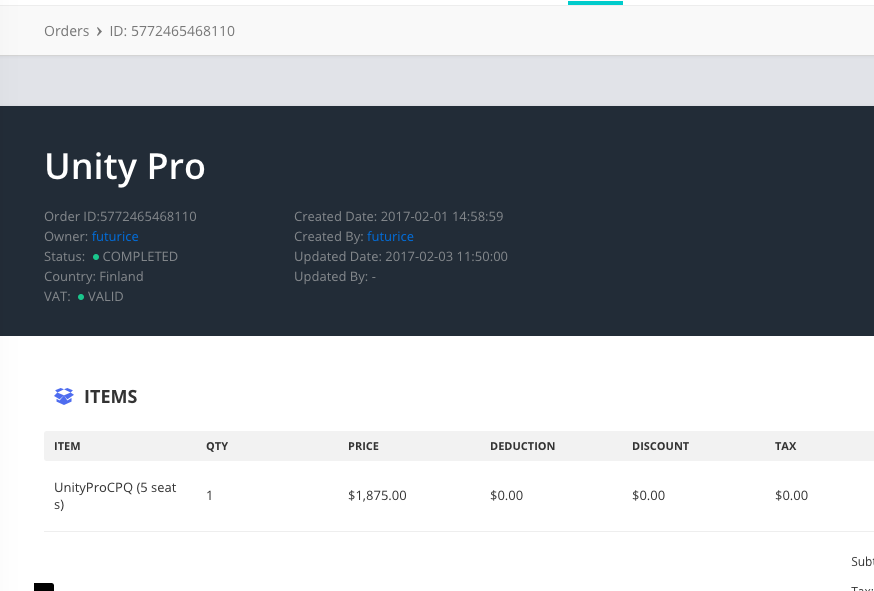 Orders › ID: 5772465468110
Unity Pro
Order ID:5772465468110
Owner: futurice
Status: COMPLETED
Country: Finland
VAT: VALID
Created Date: 2017-02-01 14:58:59
Created By: futurice
Updated Date: 2017-02-03 11:50:00
Updated By: -
ITEMS
ITEM QTY PRICE DEDUCTION DISCOUNT TAX
UnityProCPQ (5 seat
s) 1 $1,875.00 $0.00 $0.00 $0.00
Subt
Tax: